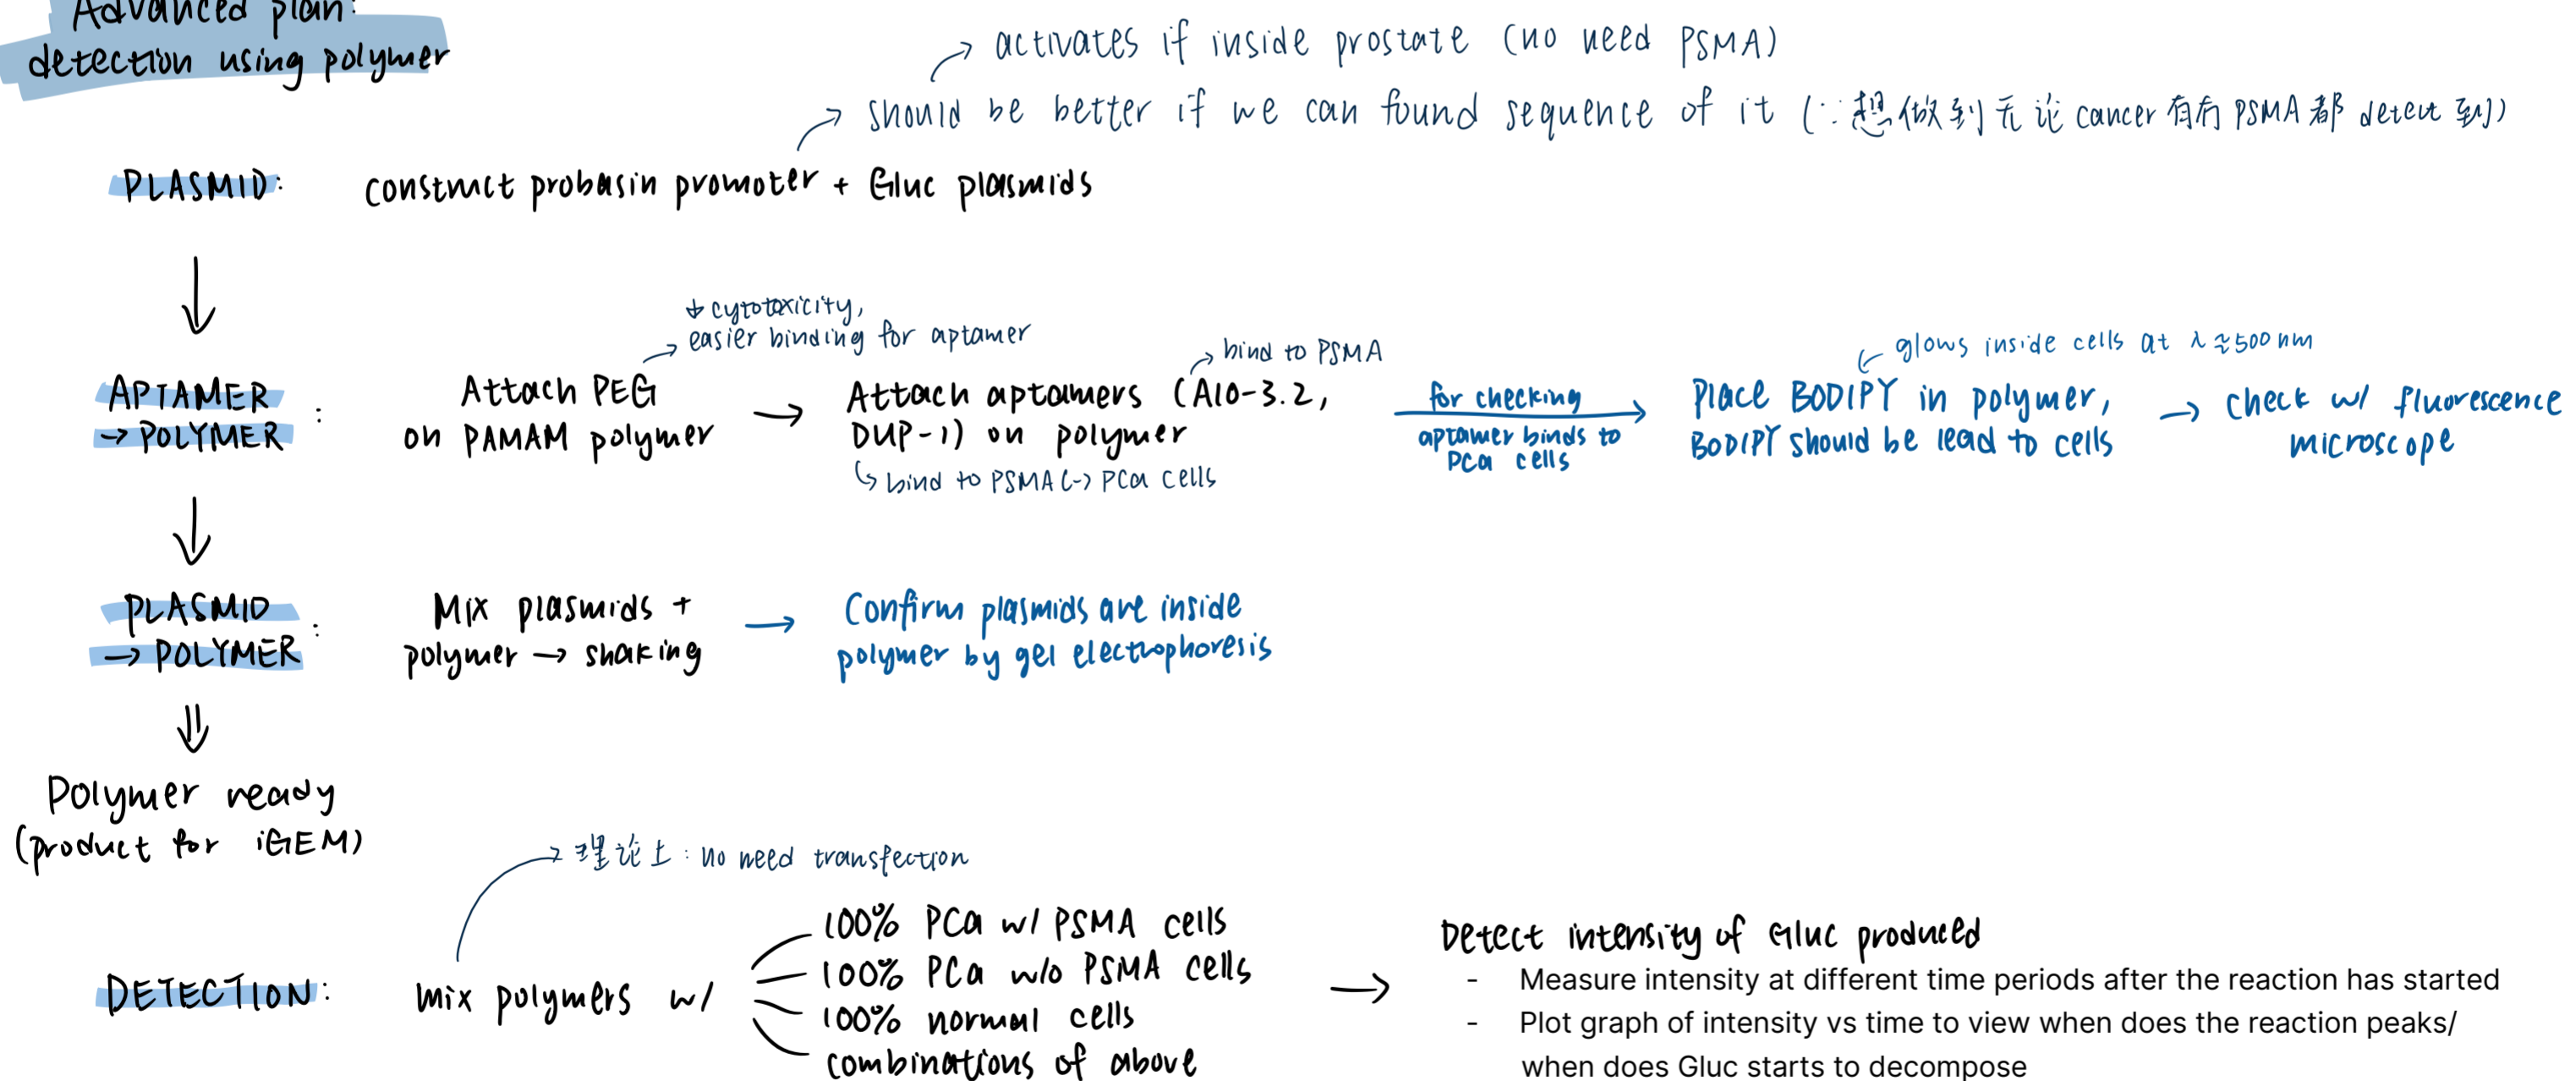 Advanced plan:
detection using polymer
activates if inside prostate (no need PSMA)
should be better if we can found sequence of it (∵想做到无论cancer有冇PSMA都detect到)
PLASMID: construct probasin promoter + Gluc plasmids
↓ cytotoxicity,
easier binding for aptamer
bind to PSMA
glows inside cells at λ≈500nm
APTAMER
→ POLYMER :
Attach PEG
on PAMAM polymer
→
Attach aptamers (A10-3.2,
DUP-1) on polymer
bind to PSMA(-) PCa cells
for checking
aptamer binds to
PCa cells
Place BODIPY in polymer,
BODIPY should be lead to cells
→ check w/ fluorescence
microscope
PLASMID
→ POLYMER :
Mix plasmids +
polymer → shaking
→
Confirm plasmids are inside
polymer by gel electrophoresis
Polymer ready
(product for iGEM)
理论上: no need transfection
DETECTION: mix polymers w/
100% PCa w/ PSMA cells
100% PCa w/o PSMA cells
100% normal cells
combinations of above
→
Detect intensity of Gluc produced
- Measure intensity at different time periods after the reaction has started
- Plot graph of intensity vs time to view when does the reaction peaks/
when does Gluc starts to decompose